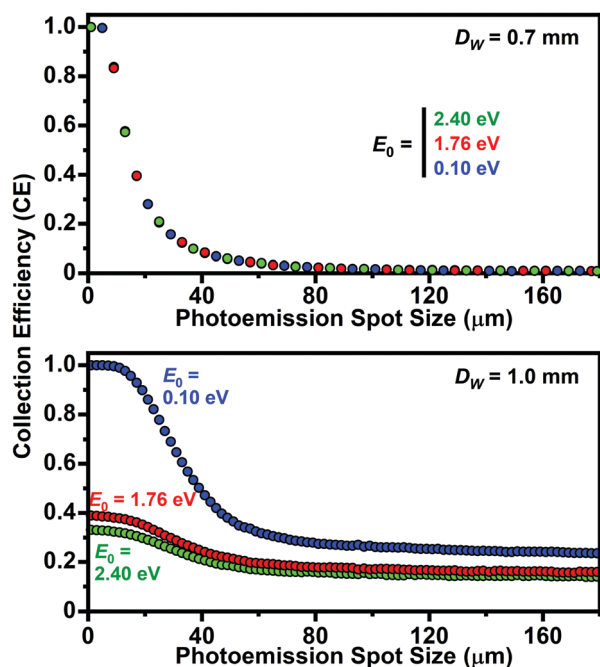 Collection Efficiency (CE)
1.0
0.8
0.6
0.4
0.2
0
D_W = 0.7 mm
E_0 =
2.40 eV
1.76 eV
0.10 eV
0 40 80 120 160
Photoemission Spot Size (μm)
1.0
0.8
0.6
0.4
0.2
0
D_W = 1.0 mm
E_0 =
0.10 eV
E_0 = 1.76 eV
E_0 =
2.40 eV
0 40 80 120 160
Photoemission Spot Size (μm)